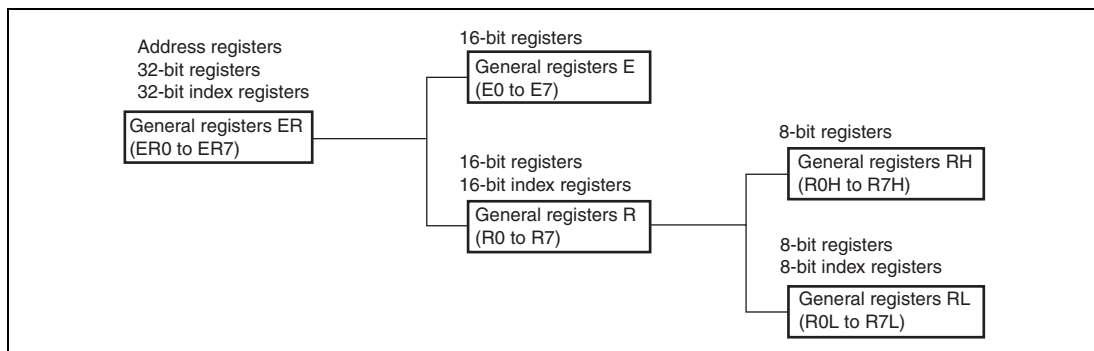 Address registers
32-bit registers
32-bit index registers
General registers ER
(ER0 to ER7)
16-bit registers
General registers E
(E0 to E7)
16-bit registers
16-bit index registers
General registers R
(R0 to R7)
8-bit registers
General registers RH
(R0H to R7H)
8-bit registers
8-bit index registers
General registers RL
(R0L to R7L)